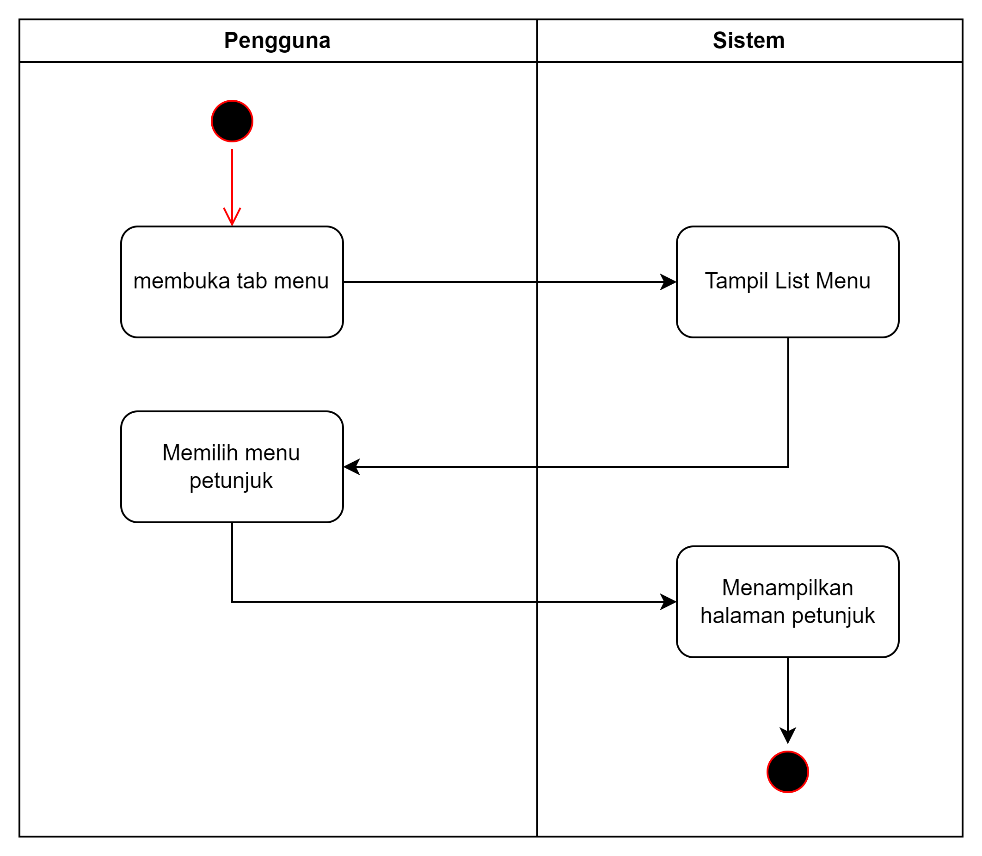 Pengguna
Sistem
membuka tab menu
Tampil List Menu
Memilih menu
petunjuk
Menampilkan
halaman petunjuk